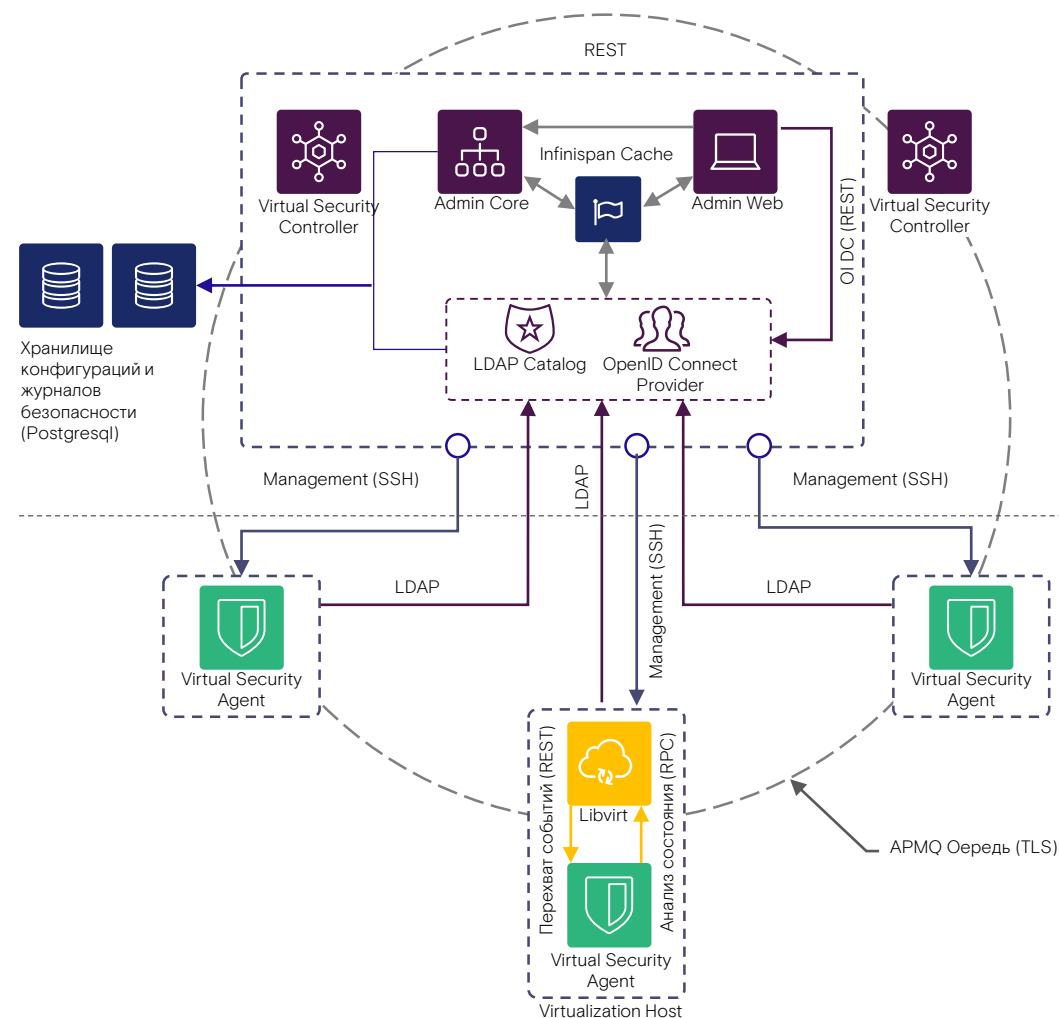 REST
Virtual Security
Controller
Admin Core
Infinispan Cache
Admin Web
OI DC (REST)
Virtual Security
Controller
LDAP Catalog
OpenID Connect
Provider
Хранилище
конфигураций и
журналов
безопасности
(Postgresql)
Management (SSH)
LDAP
Management (SSH)
Management (SSH)
LDAP
LDAP
Virtual Security
Agent
Virtual Security
Agent
Перехват событий (REST)
Libvirt
Анализ состояния (RPC)
APMQ Оередь (TLS)
Virtual Security
Agent
Virtualization Host